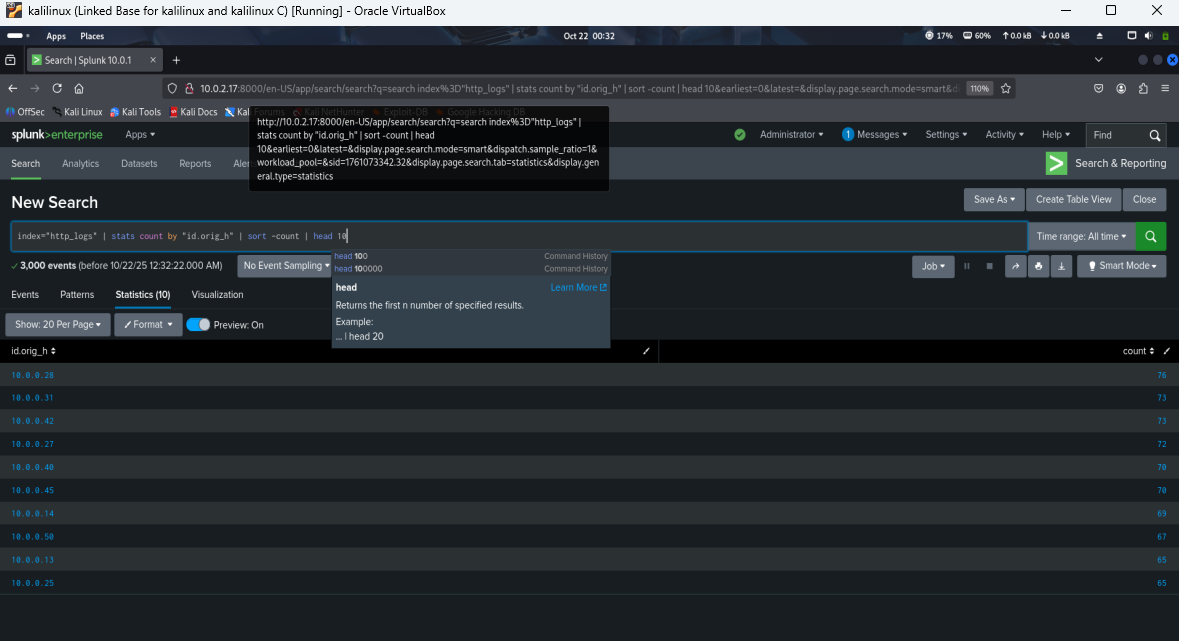 kalilinux (Linked Base for kalilinux and kalilinux C) [Running] - Oracle VirtualBox
Apps Places Oct 22 00:32 17% 60% 0.0 kB 0.0 kB
Search | Splunk 10.0.1
10.0.2.17:8000/en-US/app/search/search?q=search index%3D"http_logs" | stats count by "id.orig_h" | sort -count | head 10&earliest=0&latest=&display.page.search.mode=smart&d 110%
OffSec Kali Linux Kali Tools Kali Docs Kal Forums Kali NetHunter Exploit-DB Google Hacking DB
http://10.0.2.17:8000/en-US/app/search/search?q=search index%3D"http_logs" |
stats count by "id.orig_h" | sort -count | head
10&earliest=0&latest=&display.page.search.mode=smart&dispatch.sample_ratio=1&
workload_pool=&sid=1761073342.32&display.page.search.tab=statistics&display.gen
eral.type=statistics
splunk>enterprise Apps Administrator 1 Messages Settings Activity Help Find
Search Analytics Datasets Reports Aler Search & Reporting
New Search Save As Create Table View Close
index="http_logs" | stats count by "id.orig_h" | sort -count | head 10 Time range: All time
head 100 Command History
head 100000 Command History
head Learn More
Returns the first n number of specified results.
Example:
... | head 20
3,000 events (before 10/22/25 12:32:22.000 AM) No Event Sampling Job Smart Mode
Events Patterns Statistics (10) Visualization
Show: 20 Per Page Format Preview: On
id.orig_h count
10.0.0.28 76
10.0.0.31 73
10.0.0.42 73
10.0.0.27 72
10.0.0.40 70
10.0.0.45 70
10.0.0.14 69
10.0.0.50 67
10.0.0.13 65
10.0.0.25 65